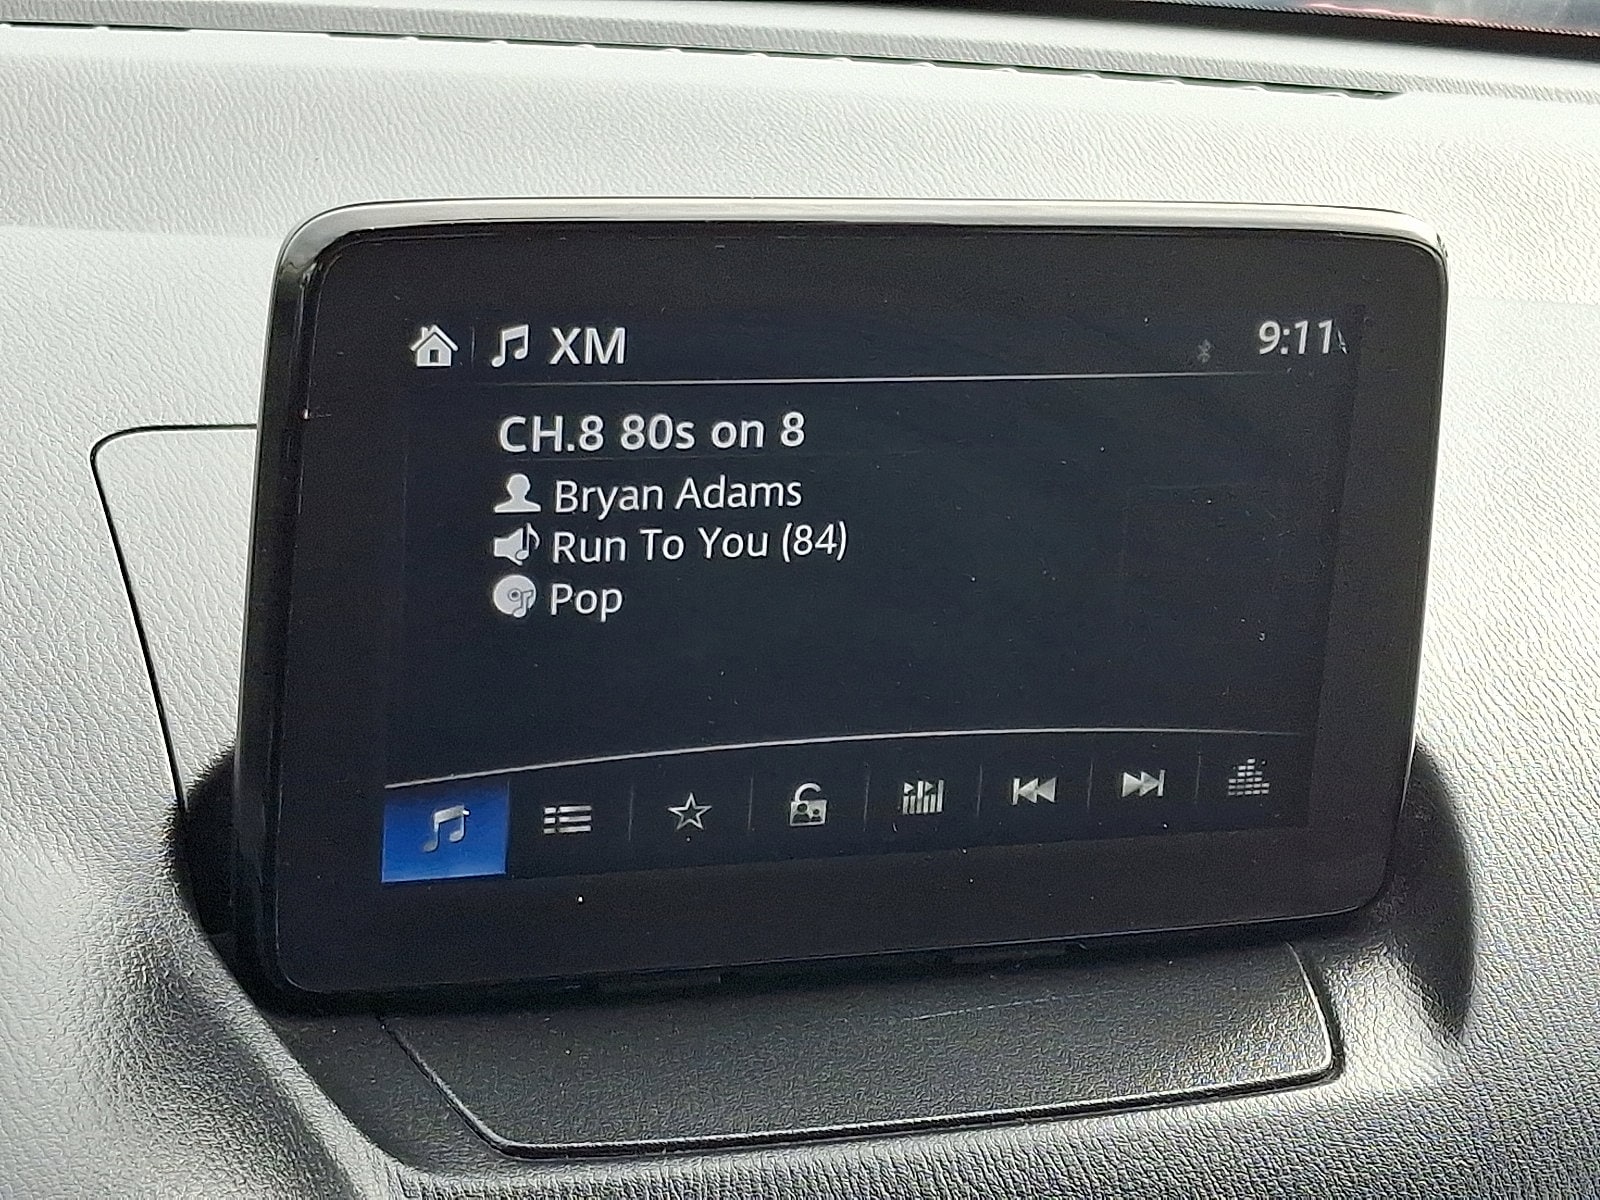 XM
9:11
CH.8 80s on 8
Bryan Adams
Run To You (84)
Pop